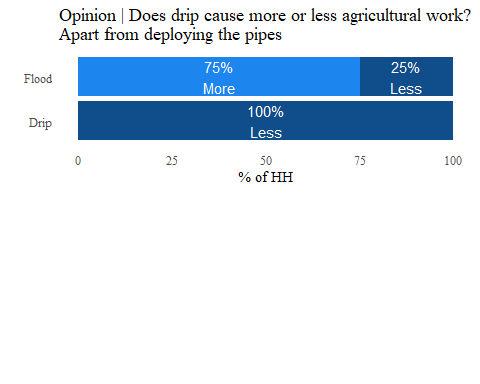 Opinion | Does drip cause more or less agricultural work?
Apart from deploying the pipes
Flood
75%
More
25%
Less
Drip
100%
Less
0 25 50 75 100
% of HH